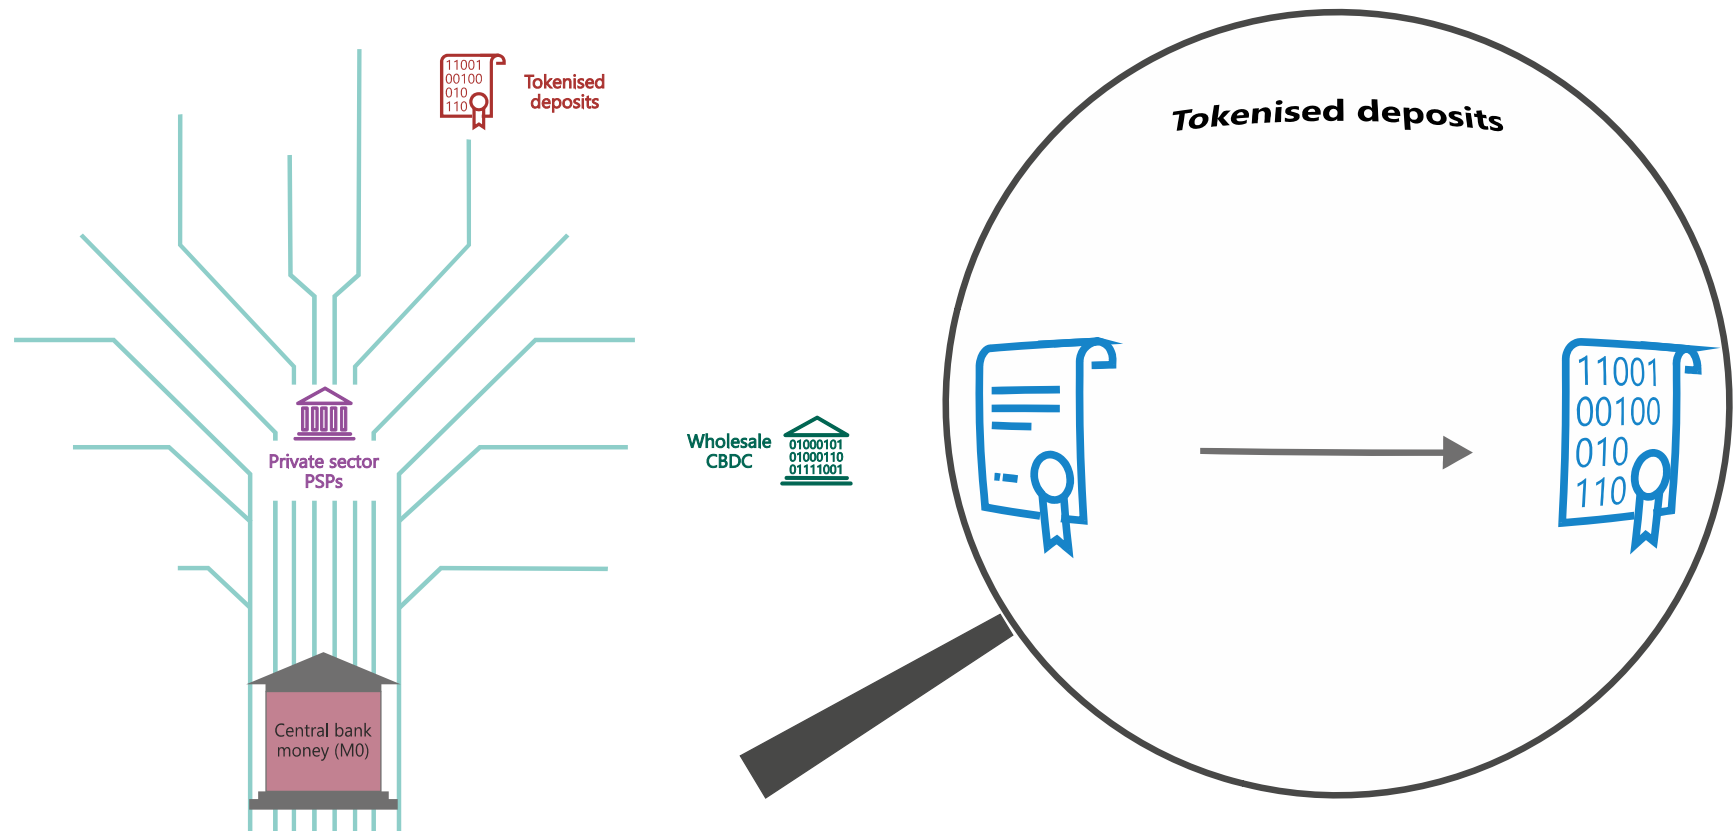 11001
00100
010
110
Tokenised
deposits
Private sector
PSPs
Central bank
money (M0)
Wholesale
CBDC
01000101
01000110
01111001
Tokenised deposits
11001
00100
010
110